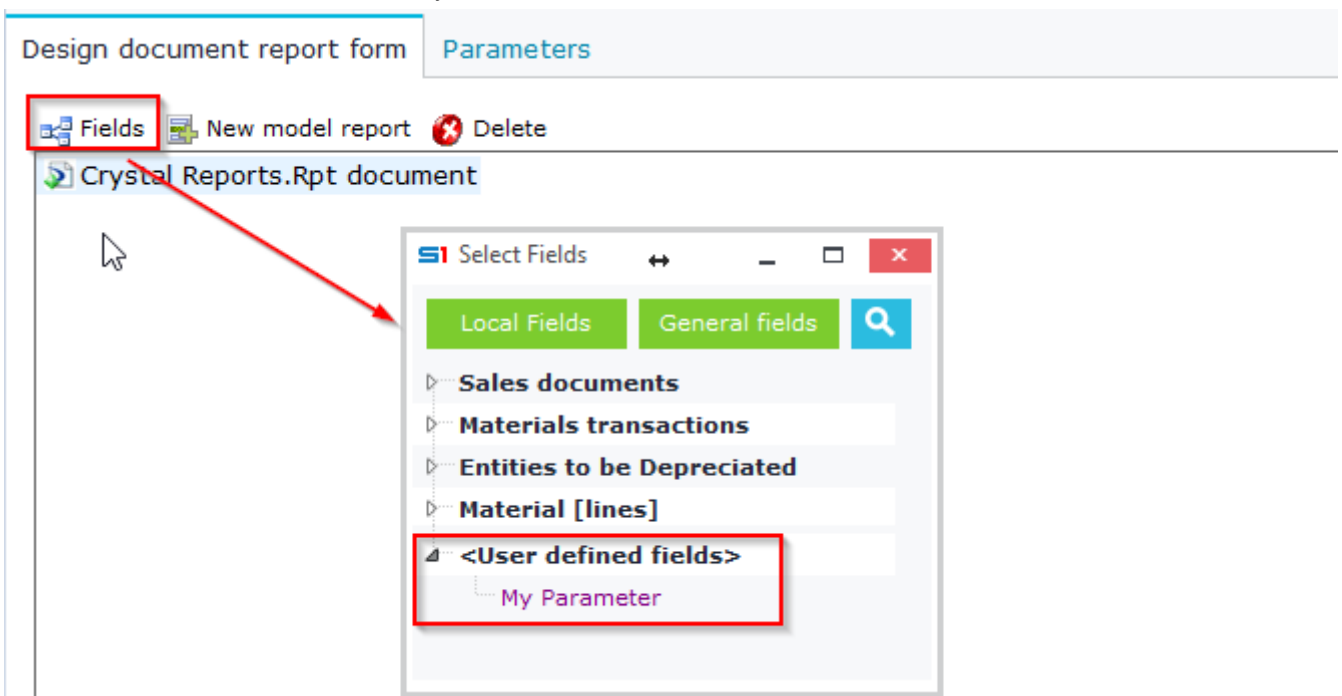 Design document report form Parameters
Fields New model report Delete
Crystal Reports.Rpt document
S1 Select Fields
Local Fields General fields
Sales documents
Materials transactions
Entities to be Depreciated
Material [lines]
<User defined fields>
My Parameter